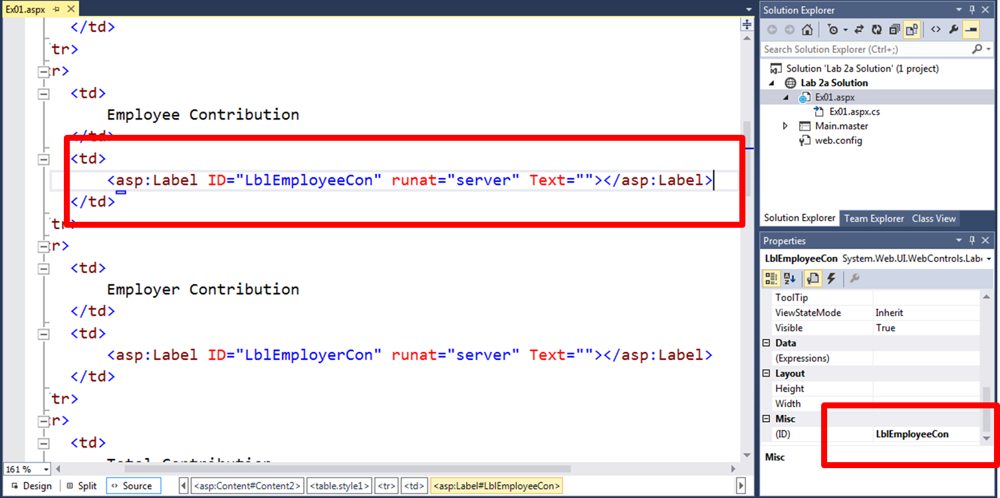 Ex01.aspx
</td>
tr>
r>
<td>
Employee Contribution
</td>
<td>
<asp:Label ID="LblEmployeeCon" runat="server" Text=""></asp:Label>
</td>
tr>
r>
<td>
Employer Contribution
</td>
<td>
<asp:Label ID="LblEmployerCon" runat="server" Text=""></asp:Label>
</td>
tr>
r>
<td>
Total Contribution
161 %
Design
Split
Source
<asp:Content#Content2>
<table.style1>
<tr>
<td>
<asp:Label#LblEmployeeCon>
Solution Explorer
Search Solution Explorer (Ctrl+;)
Solution 'Lab 2a Solution' (1 project)
Lab 2a Solution
Ex01.aspx
Ex01.aspx.cs
Main.master
web.config
Solution Explorer
Team Explorer
Class View
Properties
LblEmployeeCon System.Web.UI.WebControls.Labe
ToolTip
ViewStateMode Inherit
Visible True
Data
(Expressions)
Layout
Height
Width
Misc
(ID) LblEmployeeCon
Misc